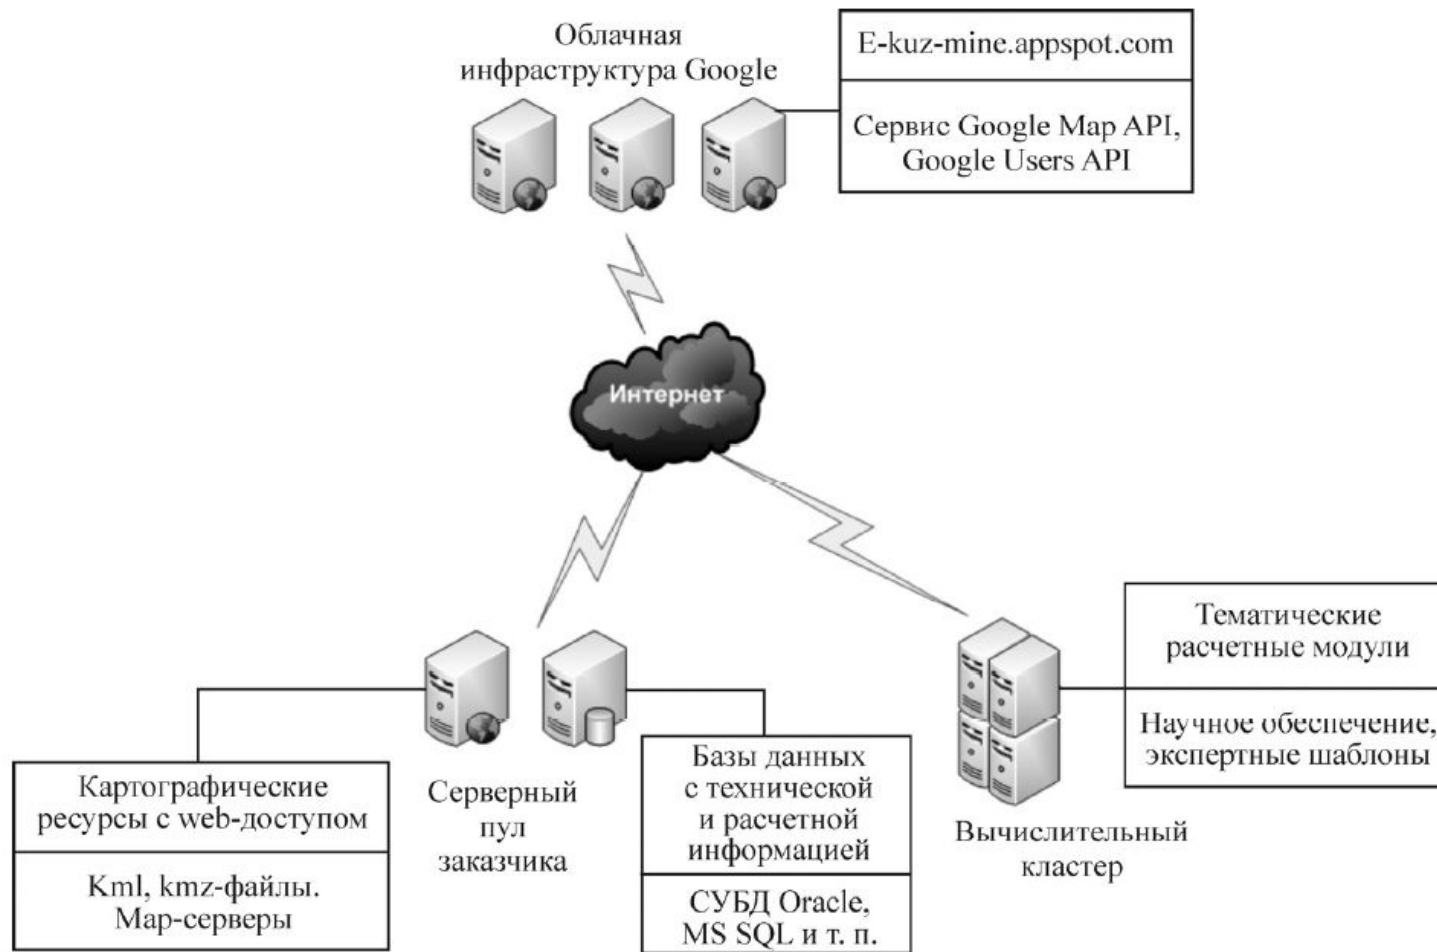 Облачная
инфраструктура Google
E-kuz-mine.appspot.com
Сервис Google Map API,
Google Users API
Интернет
Картографические
ресурсы с web-доступом
Kml, kmz-файлы.
Map-серверы
Серверный
пул
заказчика
Базы данных
с технической
и расчетной
информацией
СУБД Oracle,
MS SQL и т. п.
Вычислительный
кластер
Тематические
расчетные модули
Научное обеспечение,
экспертные шаблоны